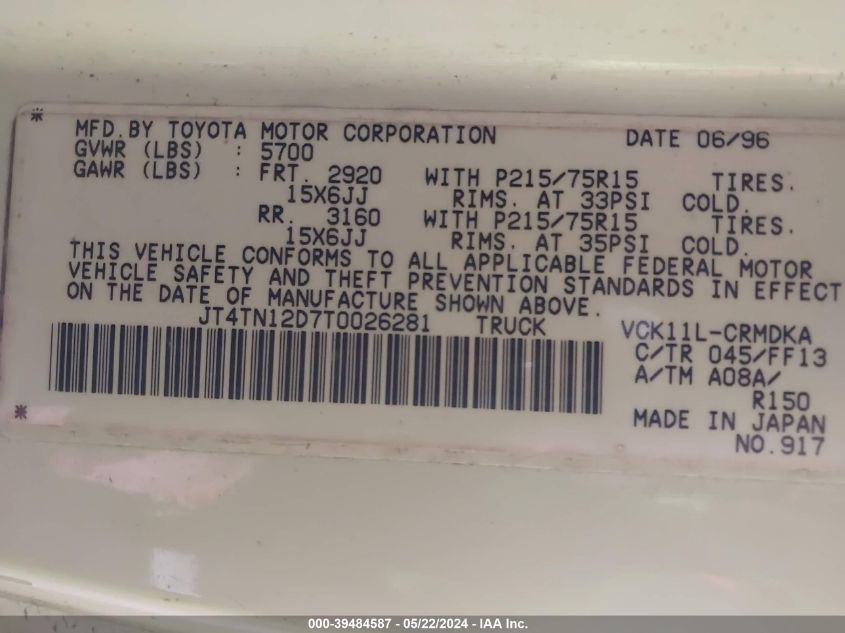 MFD.BY TOYOTA MOTOR CORPORATION DATE 06/96
GVWR (LBS) : 5700
GAWR (LBS) : FRT. 2920 WITH P215/75R15 TIRES.
15X6JJ RIMS. AT 33PSI COLD.
RR. 3160 WITH P215/75R15 TIRES.
15X6JJ RIMS. AT 35PSI COLD.
THIS VEHICLE CONFORMS TO ALL APPLICABLE FEDERAL MOTOR
VEHICLE SAFETY AND THEFT PREVENTION STANDARDS IN EFFECT
ON THE DATE OF MANUFACTURE SHOWN ABOVE.
JT4TN12D7T0026281 TRUCK VCK11L-CRMDKA
C/TR 045/FF13
A/TM A08A/
R150
MADE IN JAPAN
NO.917
000-39484587 - 05/22/2024 - IAA Inc.